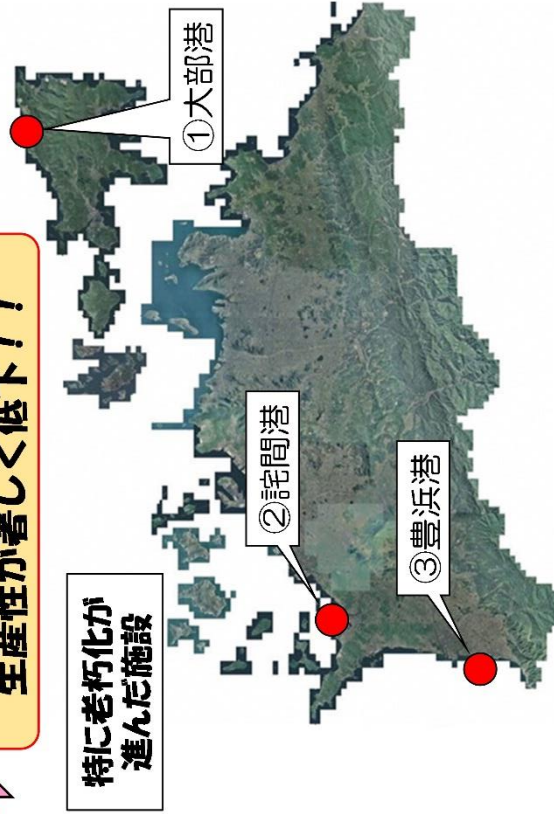 生産性が著しく低下！！
特に老朽化が
進んだ施設
①大部港
②詫間港
③豊浜港